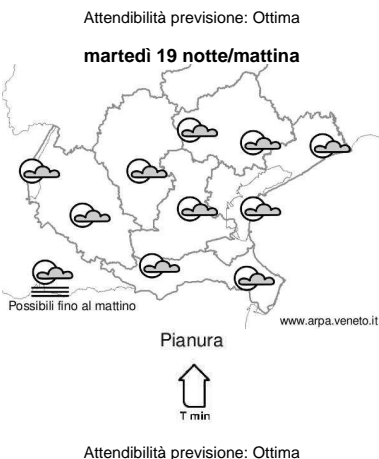 Attendibilità previsione: Ottima
martedì 19 notte/mattina
Possibili fino al mattino
www.arpa.veneto.it
Pianura
T min
Attendibilità previsione: Ottima